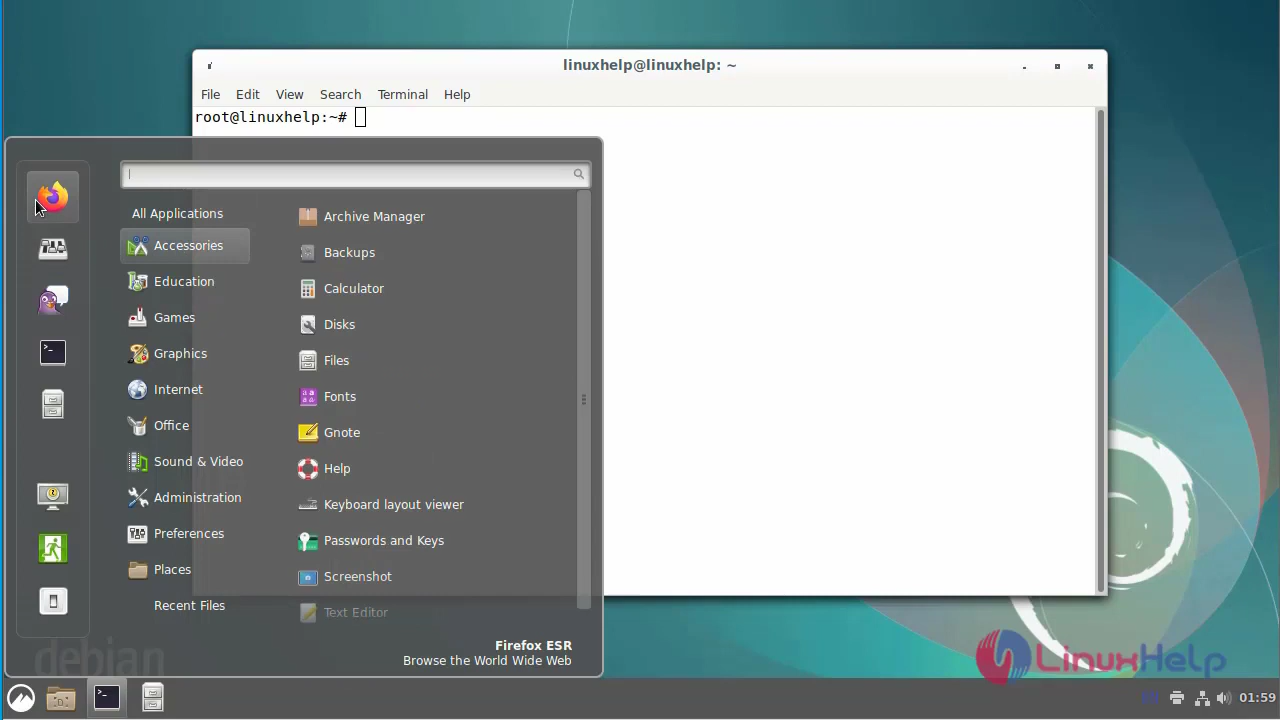 linuxhelp@linuxhelp: ~
File Edit View Search Terminal Help
root@linuxhelp:~#
All Applications
Accessories
Education
Games
Graphics
Internet
Office
Sound & Video
Administration
Preferences
Places
Recent Files
Archive Manager
Backups
Calculator
Disks
Files
Fonts
Gnote
Help
Keyboard layout viewer
Passwords and Keys
Screenshot
Text Editor
Firefox ESR
Browse the World Wide Web
debian
LinuxHelp
EN
01:59